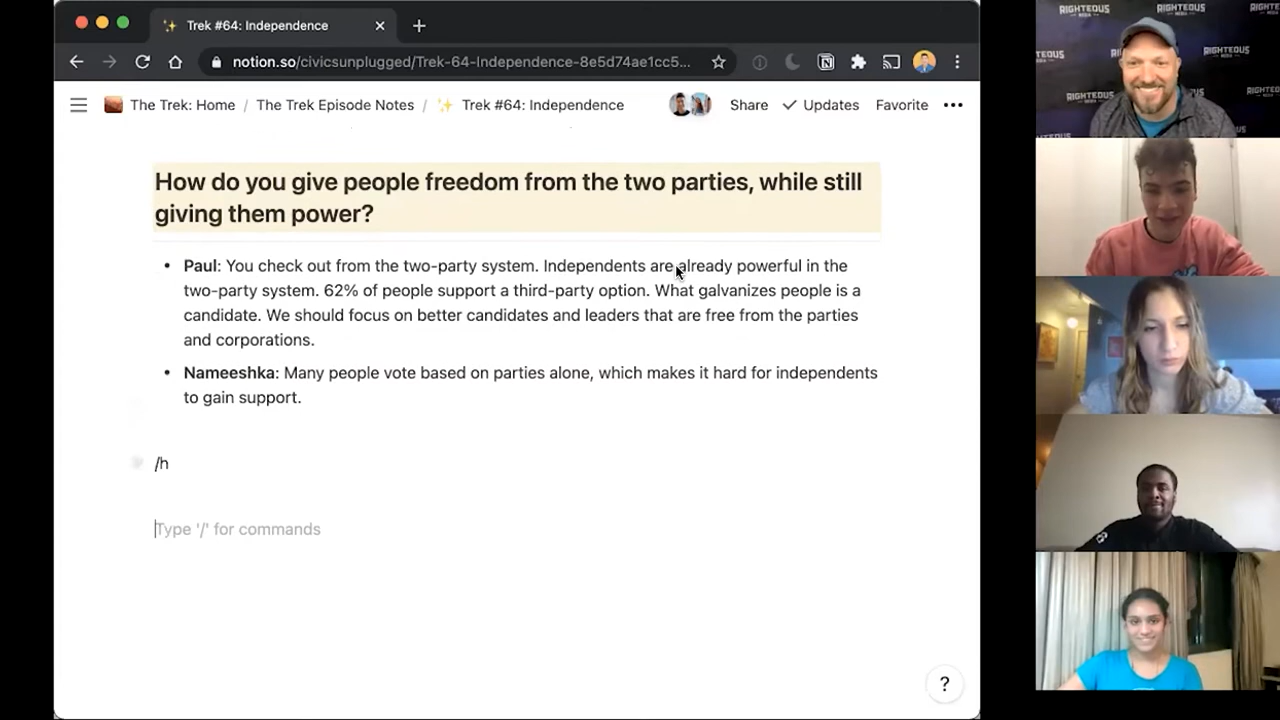 Trek #64: Independence
notion.so/civicsunplugged/Trek-64-Independence-8e5d74ae1cc5...
The Trek: Home / The Trek Episode Notes / Trek #64: Independence
Share
Updates
Favorite
How do you give people freedom from the two parties, while still
giving them power?
• Paul: You check out from the two-party system. Independents are already powerful in the
two-party system. 62% of people support a third-party option. What galvanizes people is a
candidate. We should focus on better candidates and leaders that are free from the parties
and corporations.
• Nameeshka: Many people vote based on parties alone, which makes it hard for independents
to gain support.
/h
Type '/' for commands
?
RIGHTEOUS
MEDIA
RIGHTEOUS
RIGHTEOUS
RIGHTEOUS